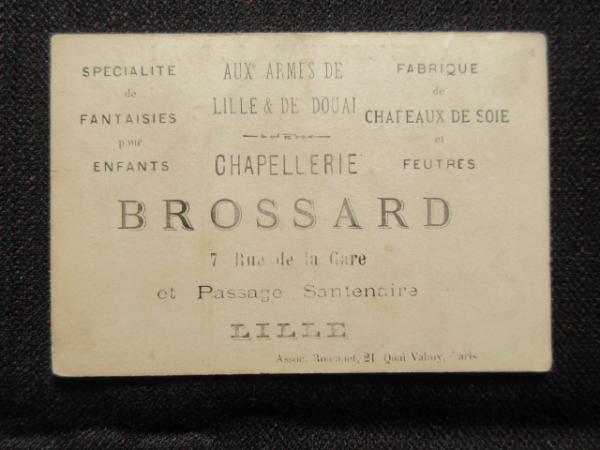 SPECIALITE
de
FANTAISIES
pour
ENFANTS
AUX ARMES DE
LILLE & DE DOUAI
CHAPELLERIE
FABRIQUE
de
CHAPEAUX DE SOIE
et
FEUTRES
BROSSARD
7 Rue de la Gare
et Passage Santenaire
LILLE
Assoc. 21 Quai Valmy, Paris